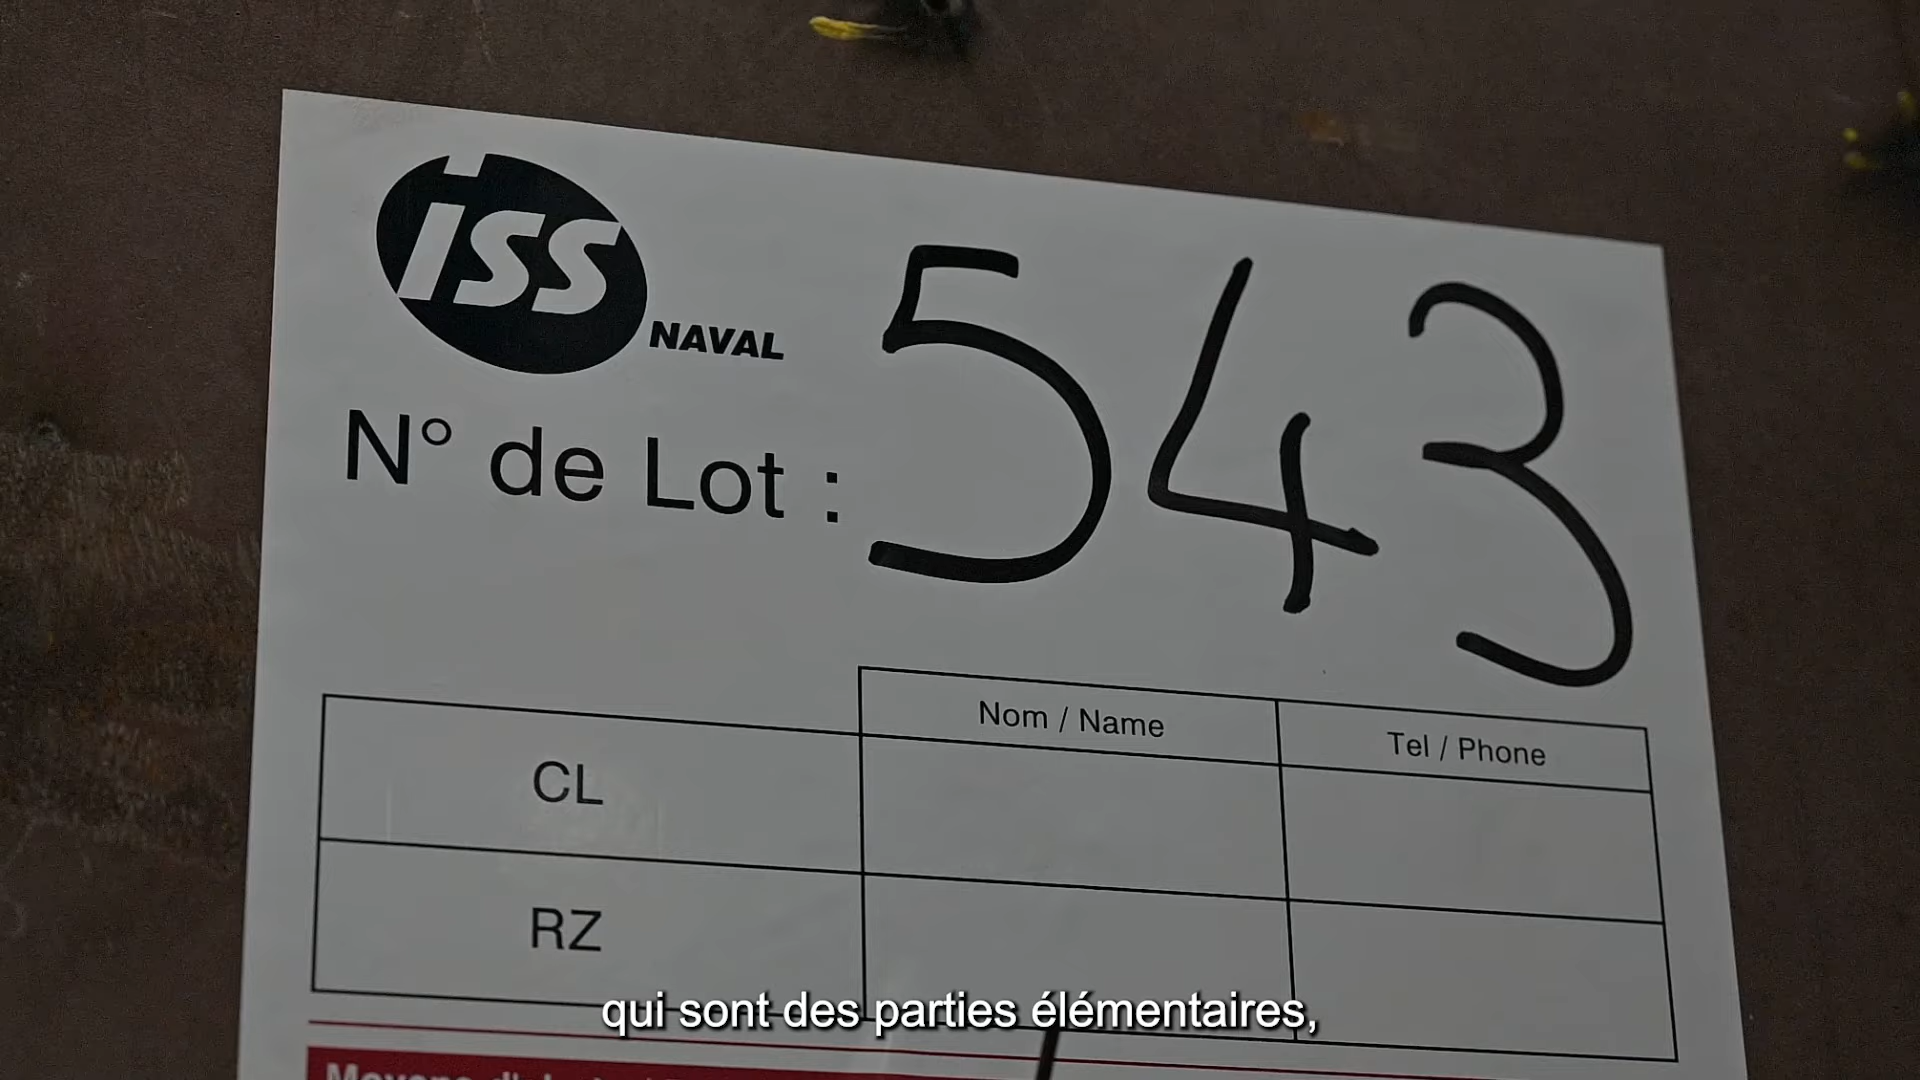 ISS
NAVAL
N° de Lot : 543
Nom / Name
Tel / Phone
CL
RZ
qui sont des parties élémentaires,